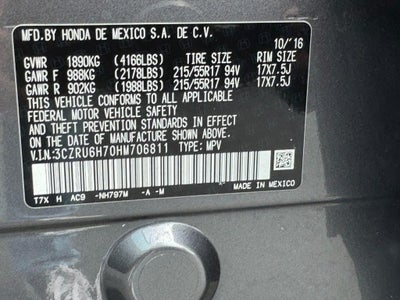 MFD.BY HONDA DE MEXICO S.A. DE C.V.
10/'16
GVWR 1890KG (4166LBS) TIRE SIZE RIM SIZE
GAWR F 988KG (2178LBS) 215/55R17 94V 17X7.5J
GAWR R 902KG (1988LBS) 215/55R17 94V 17X7.5J
THIS VEHICLE CONFORMS TO ALL APPLICABLE
FEDERAL MOTOR VEHICLE SAFETY
AND THEFT PREVENTION STANDARDS IN EFFECT
ON THE DATE OF MANUFACTURE SHOWN ABOVE.
V.I.N:3CZRU6H70HM706811 TYPE: MPV
T7X H AC9 -NH797M -A -M
MADE IN MEXICO